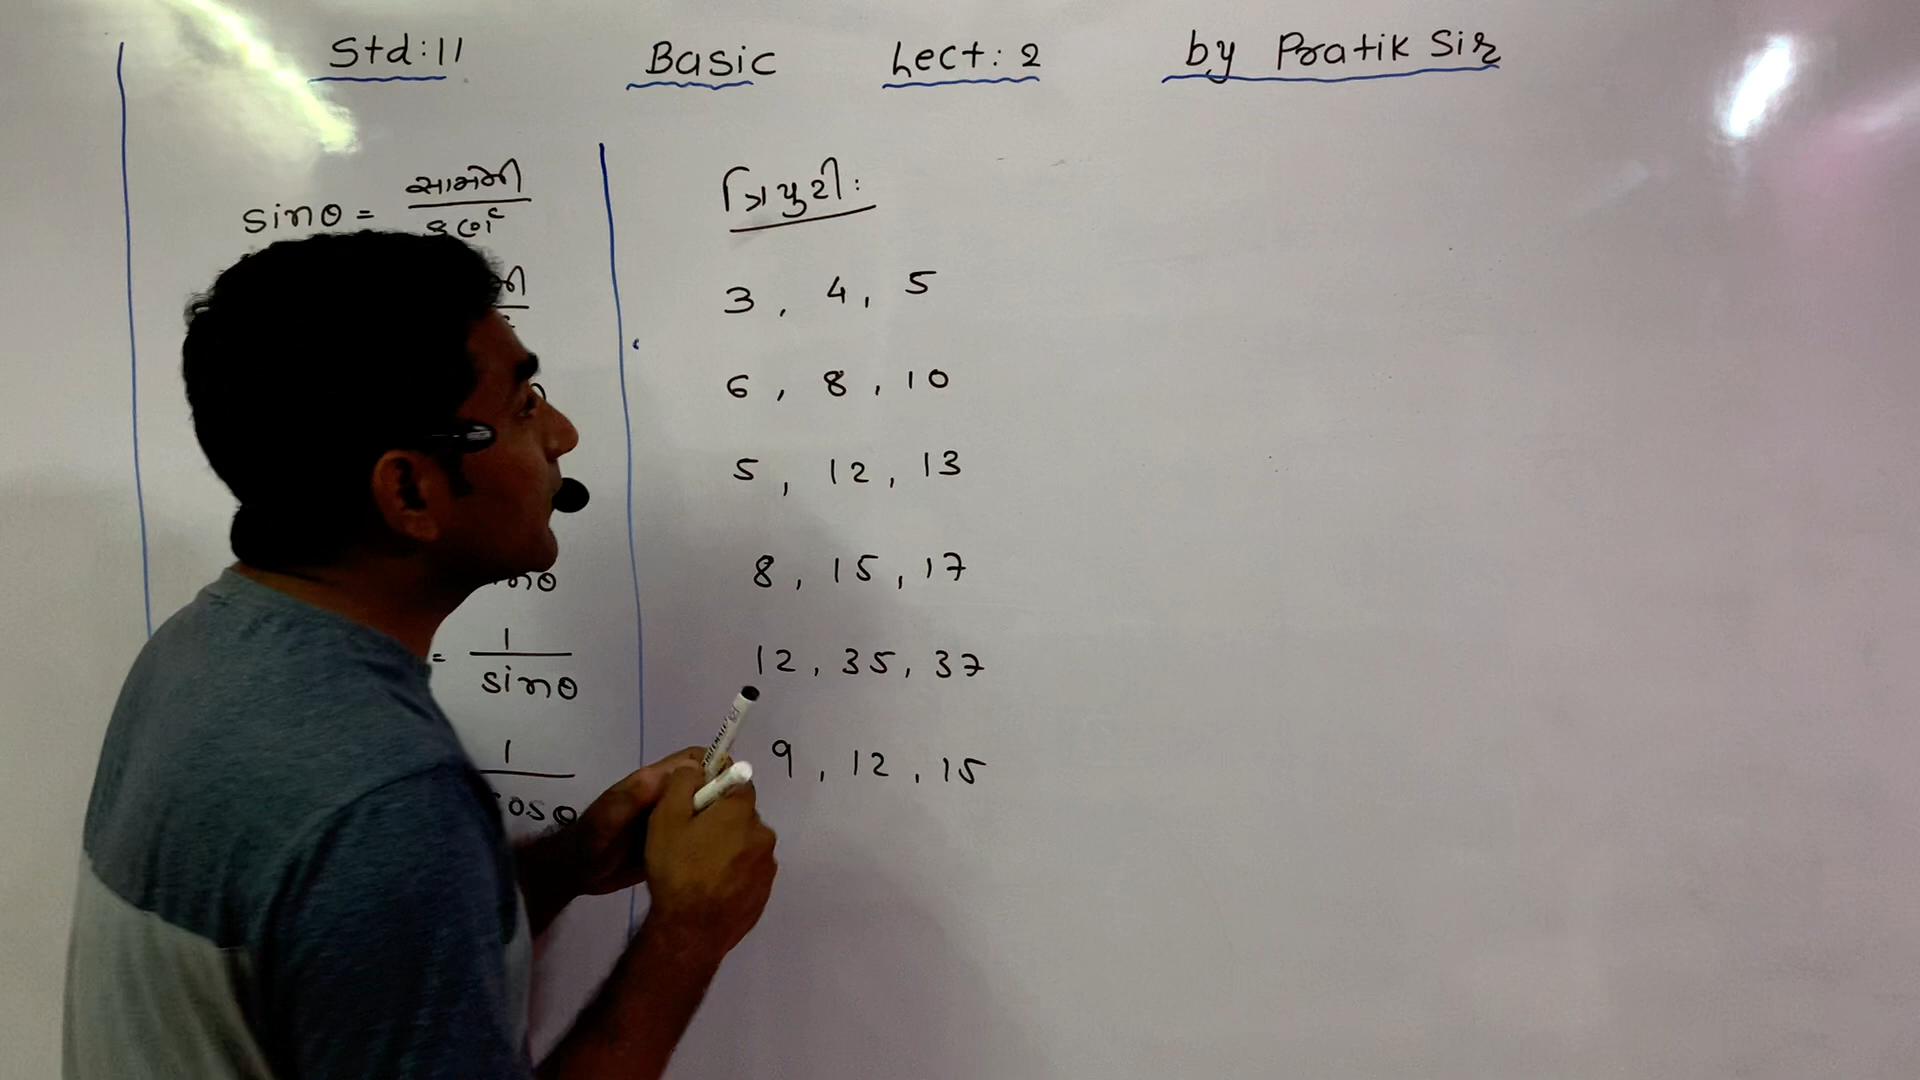 Std:11 Basic Lect: 2 by Pratik Sir
sinθ = સામેની / કર્ણ
= 1 / sinθ
1 / cosθ
ત્રિપુટી:
3, 4, 5
6, 8, 10
5, 12, 13
8, 15, 17
12, 35, 37
9, 12, 15